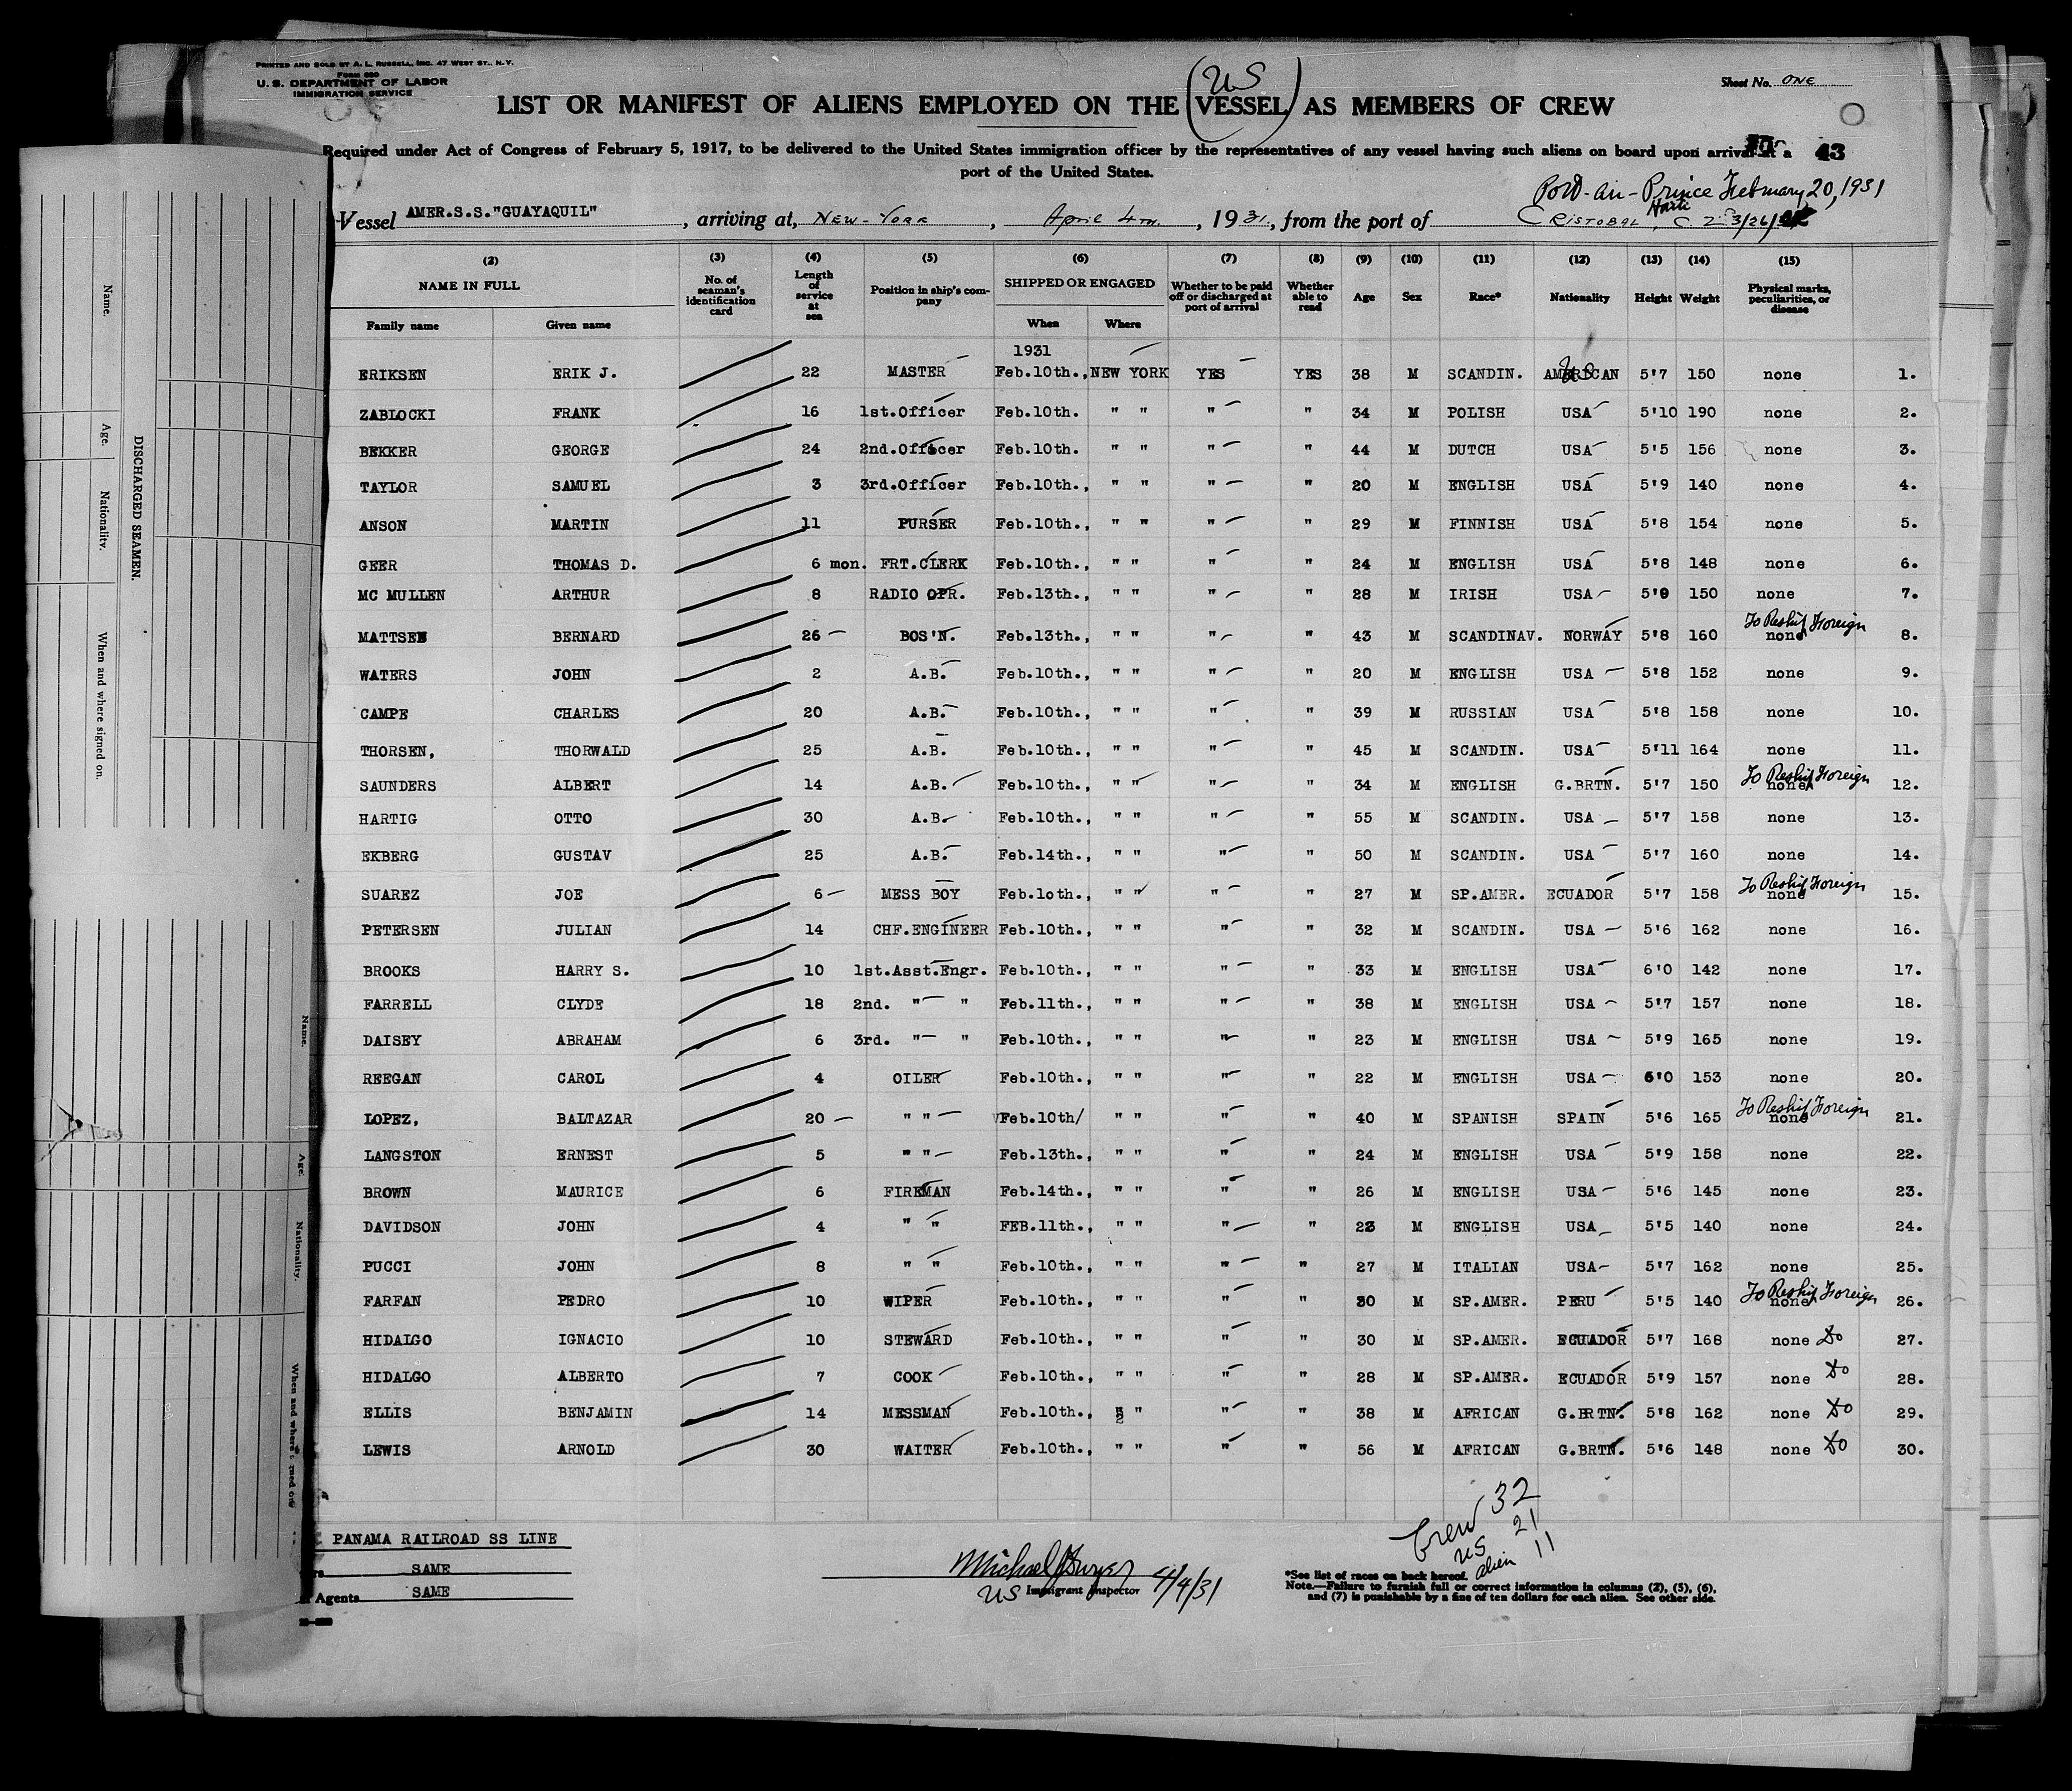 PRINTED AND SOLD BY A. L. RUSSELL, INC. 47 WEST ST., N. Y.
FORM 680
U. S. DEPARTMENT OF LABOR
IMMIGRATION SERVICE
Sheet No. ONE
US
LIST OR MANIFEST OF ALIENS EMPLOYED ON THE (VESSEL) AS MEMBERS OF CREW
Required under Act of Congress of February 5, 1917, to be delivered to the United States immigration officer by the representatives of any vessel having such aliens on board upon arrival at a 43
port of the United States.
Port-au-Prince Haiti February 20, 1931
Vessel AMER.S.S."GUAYAQUIL", arriving at, NEW-YORK, April 4TH., 1931, from the port of CRISTOBAL, C.Z. 3/26/
(2) (3) (4) (5) (6) (7) (8) (9) (10) (11) (12) (13) (14) (15)
NAME IN FULL No. of seaman's identification card Length of service at sea Position in ship's company SHIPPED OR ENGAGED Whether to be paid off or discharged at port of arrival Whether able to read Age Sex Race* Nationality Height Weight Physical marks, peculiarities, or disease
Family name Given name When Where
1931
ERIKSEN ERIK J. 22 MASTER Feb.10th., NEW YORK YES YES 38 M SCANDIN. AMERICAN 5'7 150 none 1.
ZABLOCKI FRANK 16 1st.Officer Feb.10th. " " " " 34 M POLISH USA 5'10 190 none 2.
BEKKER GEORGE 24 2nd.Officer Feb.10th. " " " " 44 M DUTCH USA 5'5 156 none 3.
TAYLOR SAMUEL 3 3rd.Officer Feb.10th., " " " " 20 M ENGLISH USA 5'9 140 none 4.
ANSON MARTIN 11 PURSER Feb.10th., " " " " 29 M FINNISH USA 5'8 154 none 5.
GEER THOMAS D. 6 mon. FRT.CLERK Feb.10th., " " " " 24 M ENGLISH USA 5'8 148 none 6.
MC MULLEN ARTHUR 8 RADIO OPR. Feb.13th., " " " " 28 M IRISH USA 5'9 150 none 7.
MATTSEN BERNARD 26 BOS'N. Feb.13th., " " " " 43 M SCANDINAV. NORWAY 5'8 160 none To Reship Foreign 8.
WATERS JOHN 2 A.B. Feb.10th., " " " " 20 M ENGLISH USA 5'8 152 none 9.
CAMPE CHARLES 20 A.B. Feb.10th., " " " " 39 M RUSSIAN USA 5'8 158 none 10.
THORSEN, THORWALD 25 A.B. Feb.10th., " " " " 45 M SCANDIN. USA 5'11 164 none 11.
SAUNDERS ALBERT 14 A.B. Feb.10th., " " " " 34 M ENGLISH G.BRTN. 5'7 150 none To Reship Foreign 12.
HARTIG OTTO 30 A.B. Feb.10th., " " " " 55 M SCANDIN. USA 5'7 158 none 13.
EKBERG GUSTAV 25 A.B. Feb.14th., " " " " 50 M SCANDIN. USA 5'7 160 none 14.
SUAREZ JOE 6 MESS BOY Feb.1oth., " " " " 27 M SP.AMER. ECUADOR 5'7 158 none To Reship Foreign 15.
PETERSEN JULIAN 14 CHF.ENGINEER Feb.10th., " " " " 32 M SCANDIN. USA 5'6 162 none 16.
BROOKS HARRY S. 10 1st.Asst.Engr. Feb.10th., " " " " 33 M ENGLISH USA 6'0 142 none 17.
FARRELL CLYDE 18 2nd. " " Feb.11th., " " " " 38 M ENGLISH USA 5'7 157 none 18.
DAISEY ABRAHAM 6 3rd. " " Feb.10th., " " " " 23 M ENGLISH USA 5'9 165 none 19.
REEGAN CAROL 4 OILER Feb.10th., " " " " 22 M ENGLISH USA 6'0 153 none 20.
LOPEZ, BALTAZAR 20 " " Feb.10th/ " " " " 40 M SPANISH SPAIN 5'6 165 none To Reship Foreign 21.
LANGSTON ERNEST 5 " " Feb.13th., " " " " 24 M ENGLISH USA 5'9 158 none 22.
BROWN MAURICE 6 FIREMAN Feb.14th., " " " " 26 M ENGLISH USA 5'6 145 none 23.
DAVIDSON JOHN 4 " " FEB.11th., " " " " 23 M ENGLISH USA 5'5 140 none 24.
PUCCI JOHN 8 " " Feb.10th., " " " " 27 M ITALIAN USA 5'7 162 none 25.
FARFAN PEDRO 10 WIPER Feb.10th., " " " " 30 M SP.AMER. PERU 5'5 140 none To Reship Foreign 26.
HIDALGO IGNACIO 10 STEWARD Feb.10th., " " " " 30 M SP.AMER. ECUADOR 5'7 168 none do 27.
HIDALGO ALBERTO 7 COOK Feb.10th., " " " " 28 M SP.AMER. ECUADOR 5'9 157 none do 28.
ELLIS BENJAMIN 14 MESSMAN Feb.10th., " " " " 38 M AFRICAN G.BRTN. 5'8 162 none do 29.
LEWIS ARNOLD 30 WAITER Feb.10th., " " " " 56 M AFRICAN G.BRTN. 5'6 148 none do 30.
Crew 32
US 21
alien 11
PANAMA RAILROAD SS LINE
SAME
Agents SAME
Michael 4/4/31
US Immigrant Inspector
*See list of races on back hereof.
Note.—Failure to furnish full or correct information in columns (2), (5), (6),
and (7) is punishable by a fine of ten dollars for each alien. See other side.
DISCHARGED SEAMEN.
Name. Age. Nationality. When and where signed on.
Name. Age. Nationality. When and where